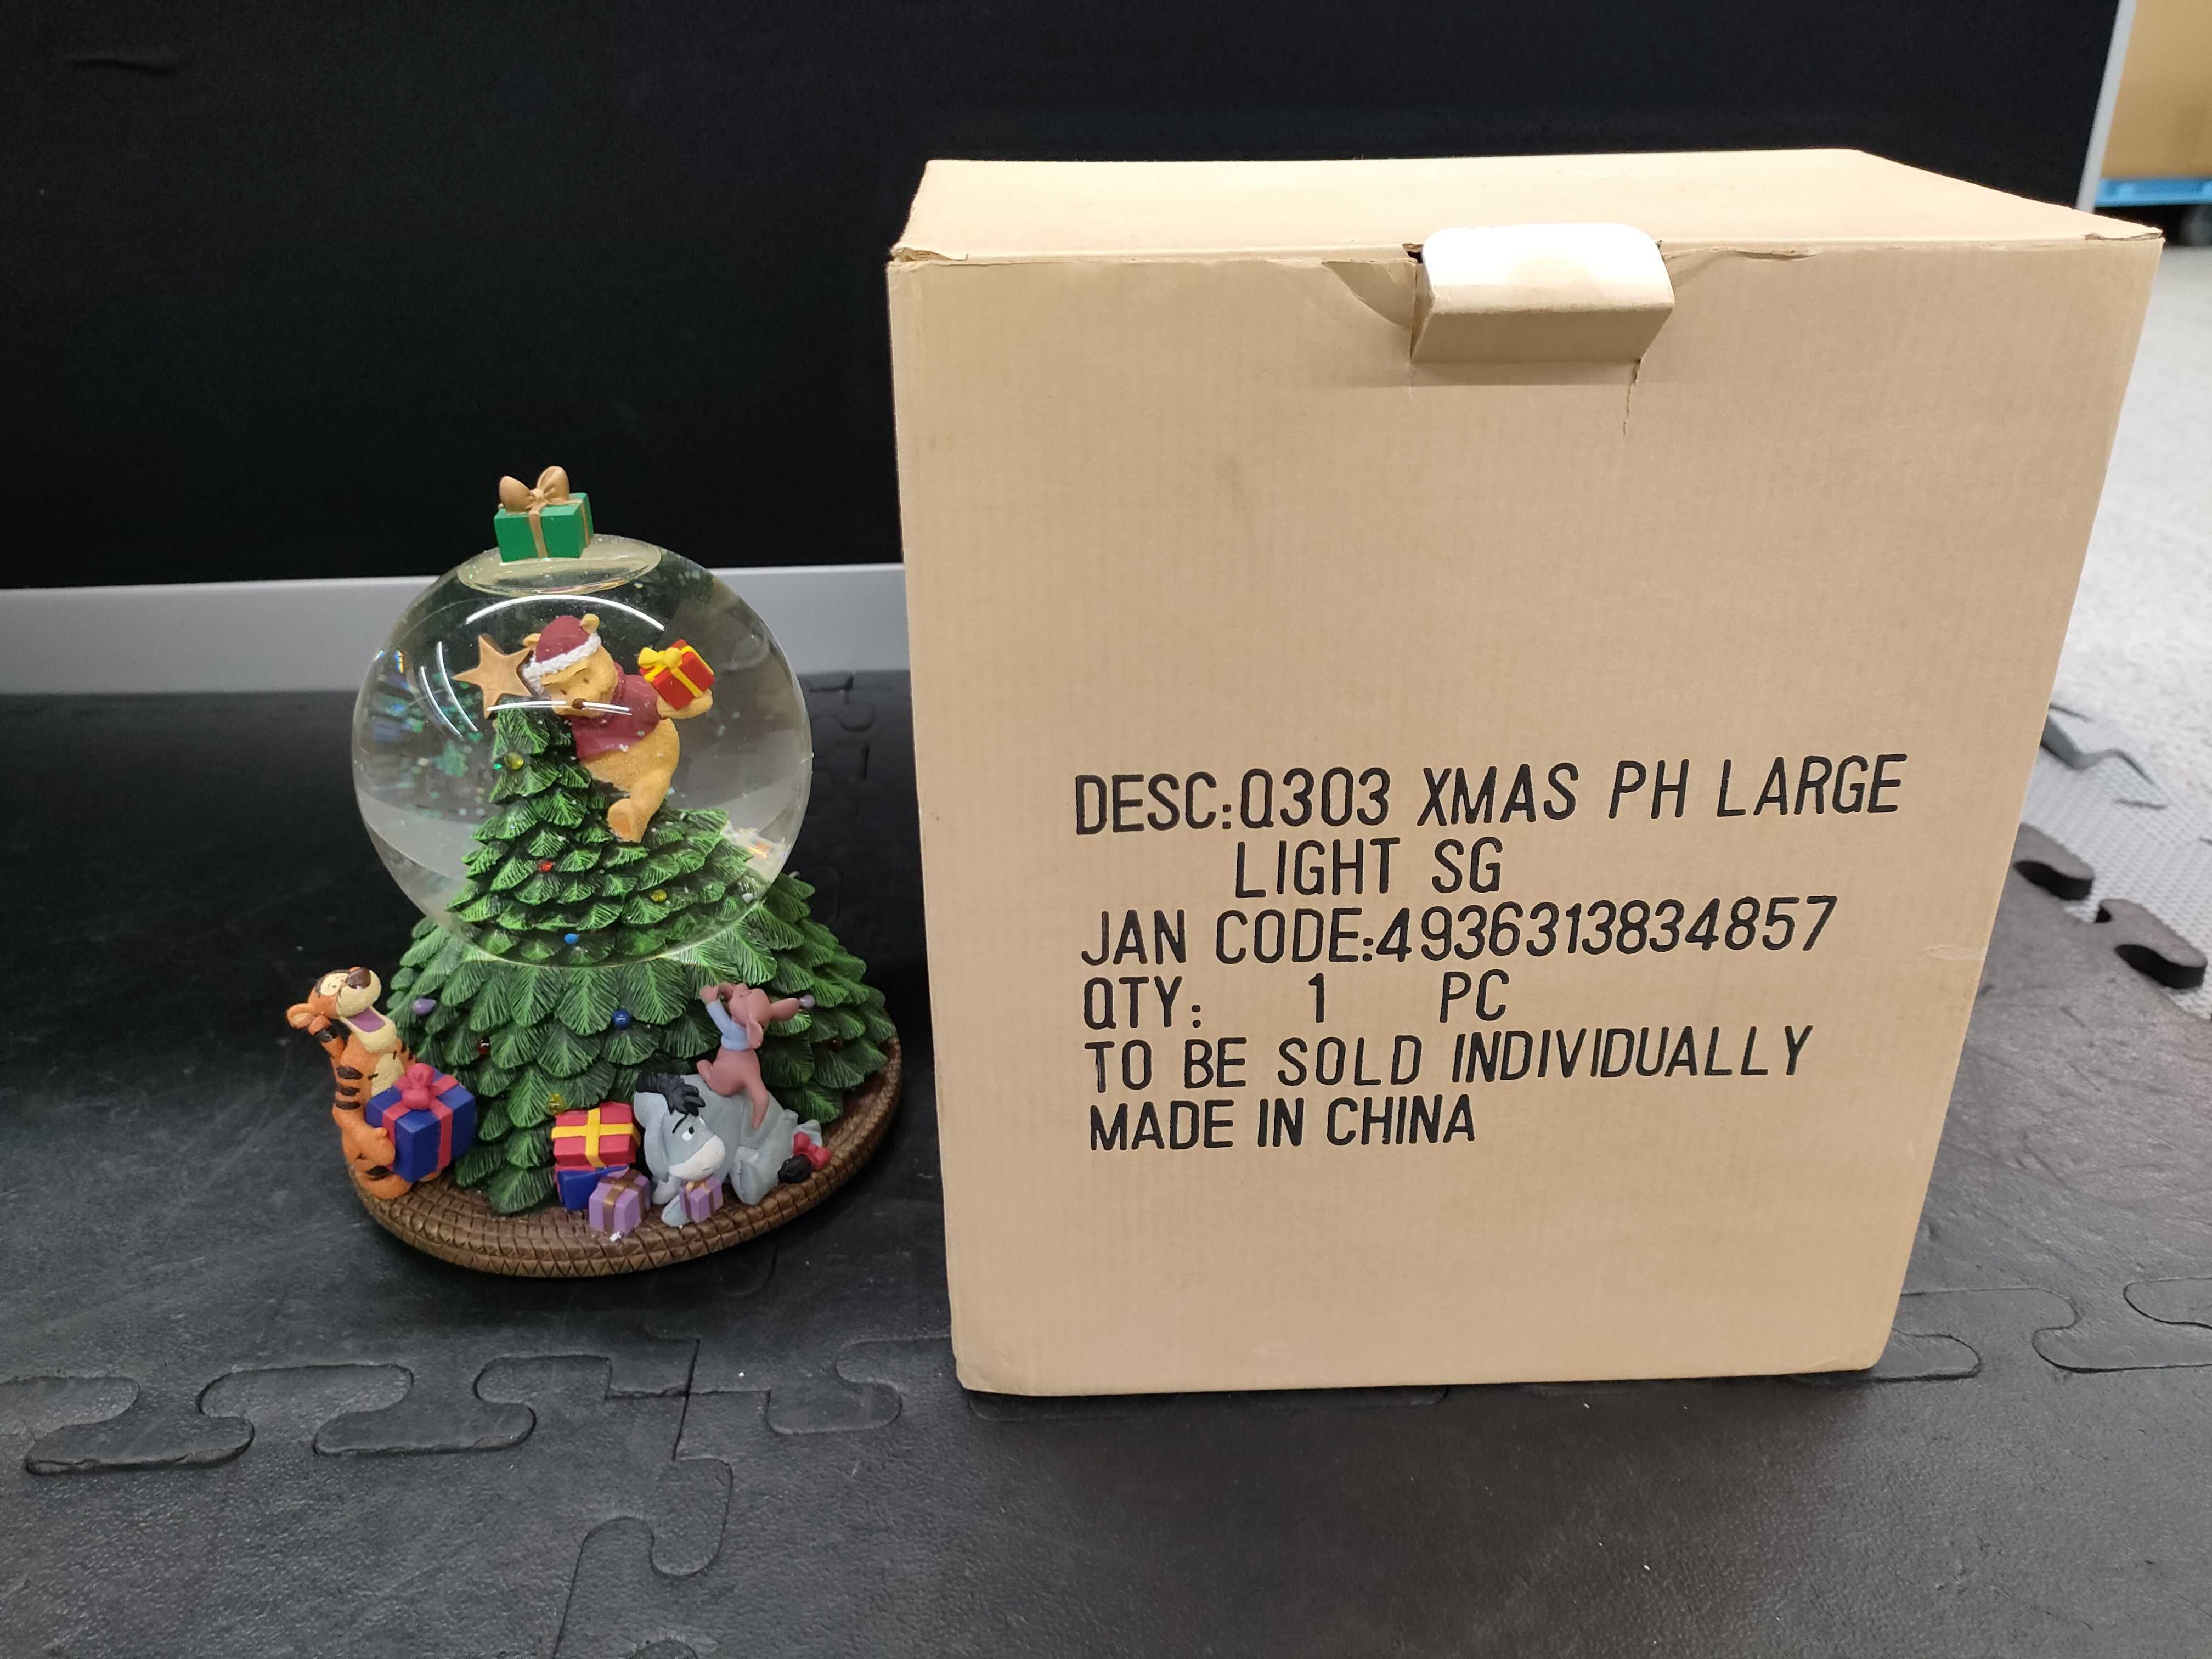 DESC:Q303 XMAS PH LARGE
LIGHT SG
JAN CODE:4936313834857
QTY: 1 PC
TO BE SOLD INDIVIDUALLY
MADE IN CHINA